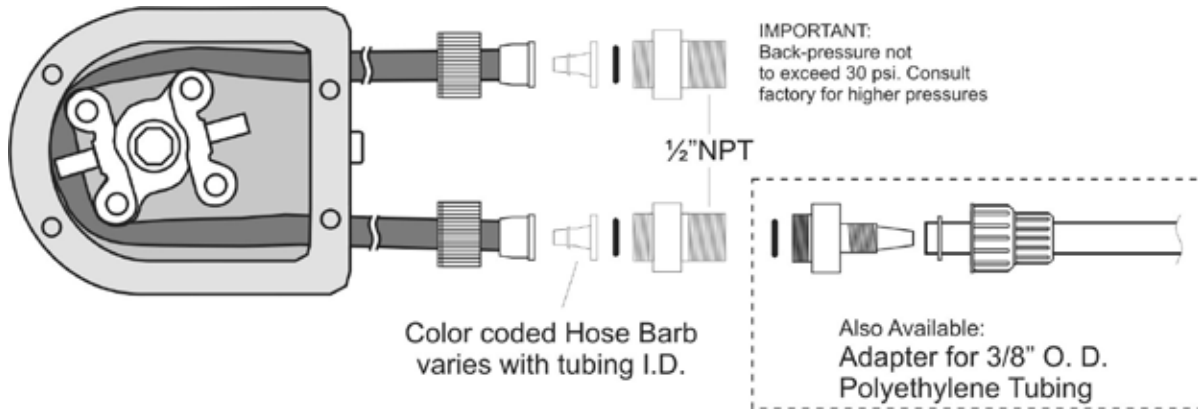 IMPORTANT:
Back-pressure not
to exceed 30 psi. Consult
factory for higher pressures
½"NPT
Color coded Hose Barb
varies with tubing I.D.
Also Available:
Adapter for 3/8" O. D.
Polyethylene Tubing